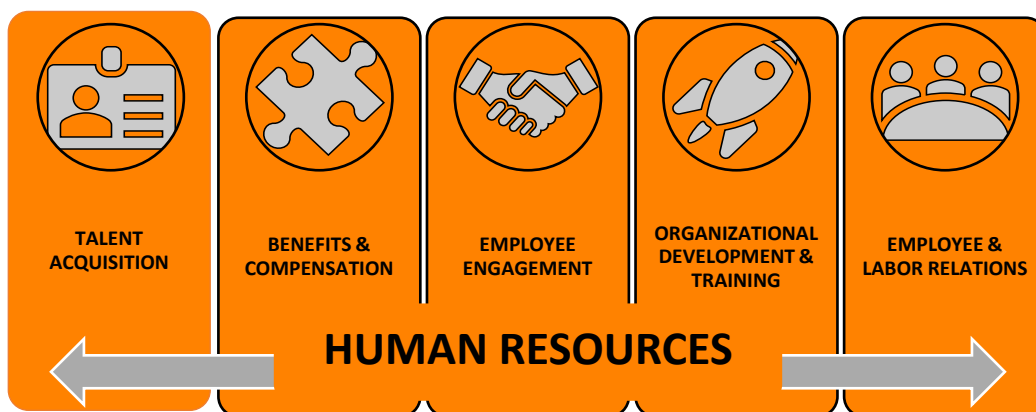 TALENT
ACQUISITION
BENEFITS &
COMPENSATION
EMPLOYEE
ENGAGEMENT
ORGANIZATIONAL
DEVELOPMENT &
TRAINING
EMPLOYEE &
LABOR RELATIONS
HUMAN RESOURCES